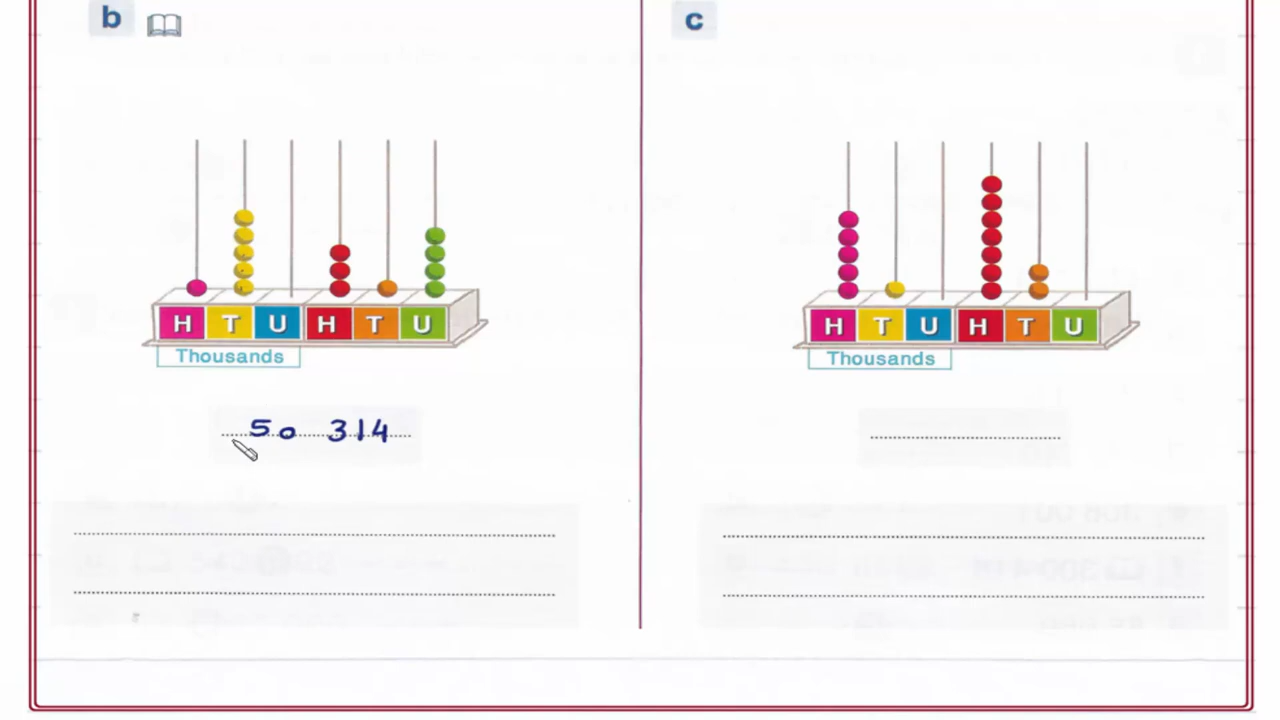 b
c
H T U H T U
Thousands
H T U H T U
Thousands
50 314